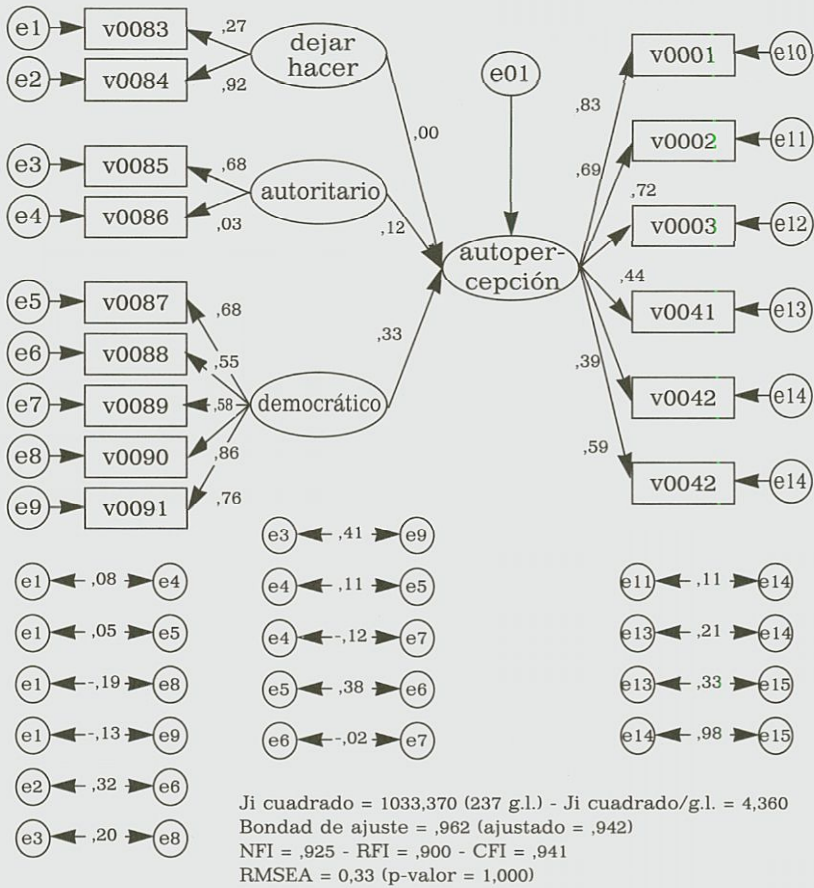 e1 v0083 ,27
e2 v0084 ,92
dejar
hacer
e3 v0085 ,68
e4 v0086 ,03
autoritario
e5 v0087 ,68
e6 v0088 ,55
e7 v0089 ,58
e8 v0090 ,86
e9 v0091 ,76
democrático
,00
,12
,33
e01
autoper-
cepción
,83 v0001 e10
,69 v0002 e11
,72 v0003 e12
,44 v0041 e13
,39 v0042 e14
,59 v0042 e14
e1 ,08 e4
e1 ,05 e5
e1 -,19 e8
e1 -,13 e9
e2 ,32 e6
e3 ,20 e8
e3 ,41 e9
e4 ,11 e5
e4 -,12 e7
e5 ,38 e6
e6 -,02 e7
e11 ,11 e14
e13 ,21 e14
e13 ,33 e15
e14 ,98 e15
Ji cuadrado = 1033,370 (237 g.l.) - Ji cuadrado/g.l. = 4,360
Bondad de ajuste = ,962 (ajustado = ,942)
NFI = ,925 - RFI = ,900 - CFI = ,941
RMSEA = 0,33 (p-valor = 1,000)